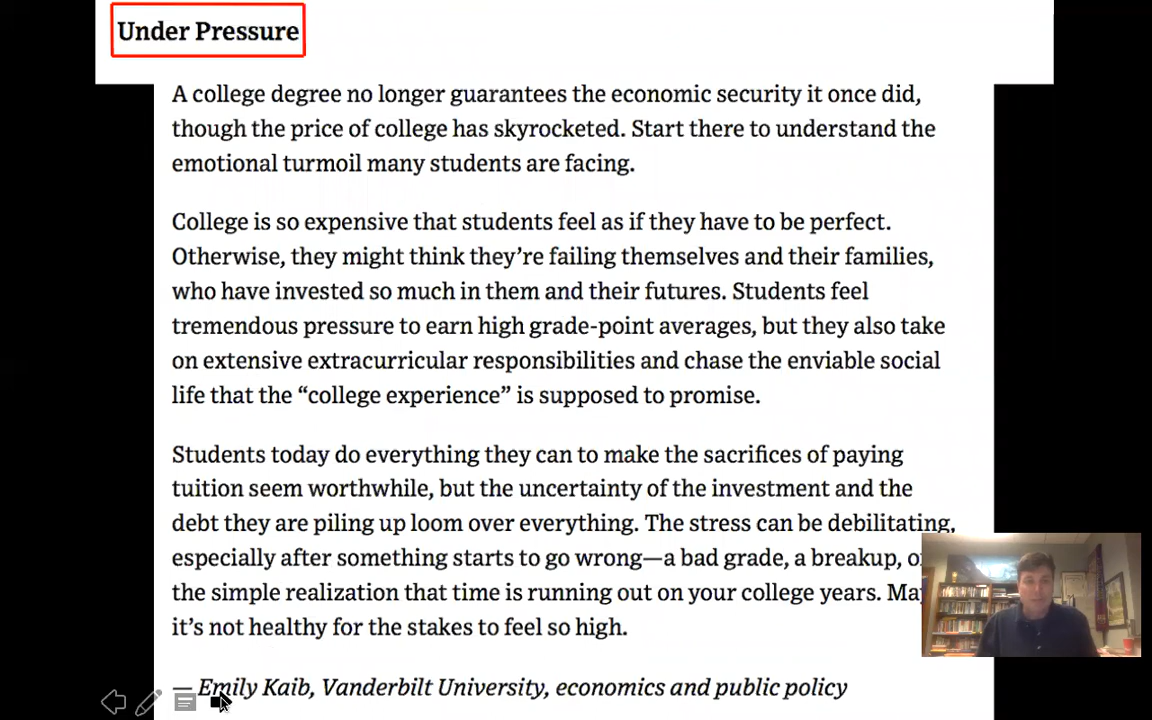 Under Pressure
A college degree no longer guarantees the economic security it once did,
though the price of college has skyrocketed. Start there to understand the
emotional turmoil many students are facing.
College is so expensive that students feel as if they have to be perfect.
Otherwise, they might think they’re failing themselves and their families,
who have invested so much in them and their futures. Students feel
tremendous pressure to earn high grade-point averages, but they also take
on extensive extracurricular responsibilities and chase the enviable social
life that the “college experience” is supposed to promise.
Students today do everything they can to make the sacrifices of paying
tuition seem worthwhile, but the uncertainty of the investment and the
debt they are piling up loom over everything. The stress can be debilitating,
especially after something starts to go wrong—a bad grade, a breakup,
the simple realization that time is running out on your college years.
it’s not healthy for the stakes to feel so high.
— Emily Kaib, Vanderbilt University, economics and public policy